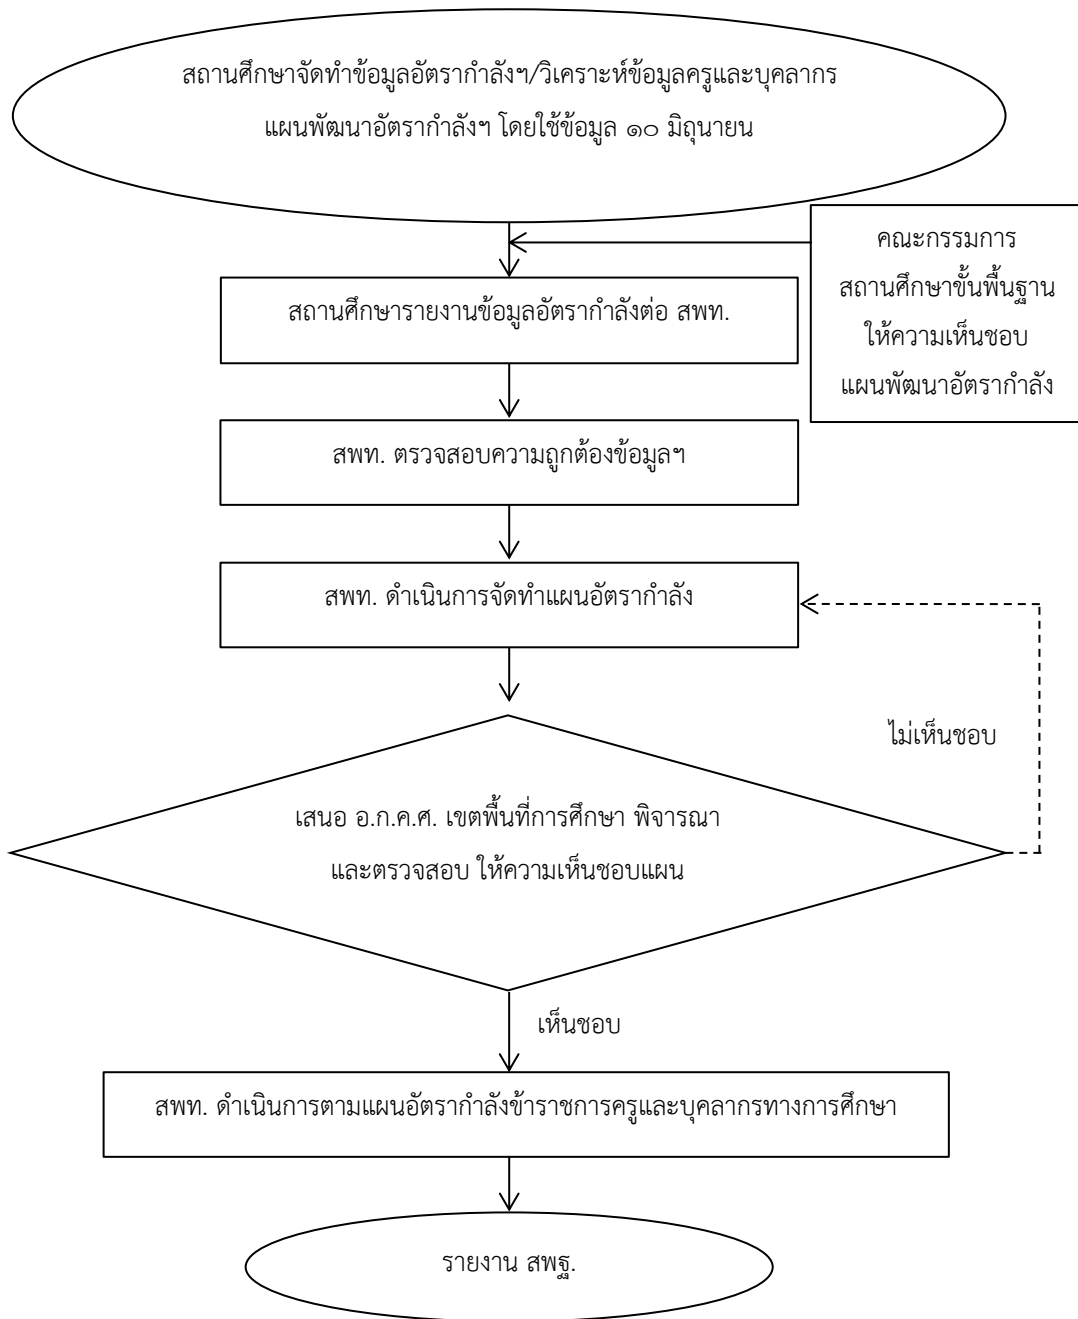 สถานศึกษาจัดทำข้อมูลอัตรากำลังฯ/วิเคราะห์ข้อมูลครูและบุคลากร
แผนพัฒนาอัตรากำลังฯ โดยใช้ข้อมูล ๑๐ มิถุนายน
คณะกรรมการ
สถานศึกษาขั้นพื้นฐาน
ให้ความเห็นชอบ
แผนพัฒนาอัตรากำลัง
สถานศึกษารายงานข้อมูลอัตรากำลังต่อ สพท.
สพท. ตรวจสอบความถูกต้องข้อมูลฯ
สพท. ดำเนินการจัดทำแผนอัตรากำลัง
ไม่เห็นชอบ
เสนอ อ.ก.ค.ศ. เขตพื้นที่การศึกษา พิจารณา
และตรวจสอบ ให้ความเห็นชอบแผน
เห็นชอบ
สพท. ดำเนินการตามแผนอัตรากำลังข้าราชการครูและบุคลากรทางการศึกษา
รายงาน สพฐ.